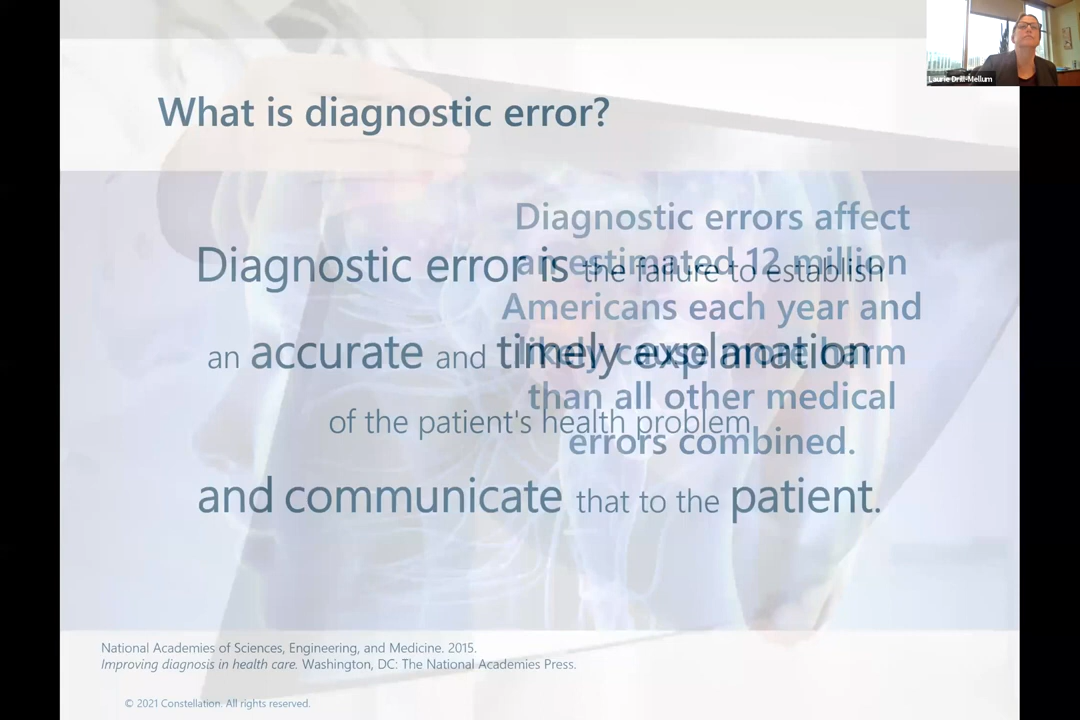 Laurie Drill-Mellum
What is diagnostic error?
Diagnostic error is the failure to establish
an accurate and timely explanation
of the patient's health problem
and communicate that to the patient.
Diagnostic errors affect
an estimated 12 million
Americans each year and
likely cause more harm
than all other medical
errors combined.
National Academies of Sciences, Engineering, and Medicine. 2015.
Improving diagnosis in health care. Washington, DC: The National Academies Press.
© 2021 Constellation. All rights reserved.